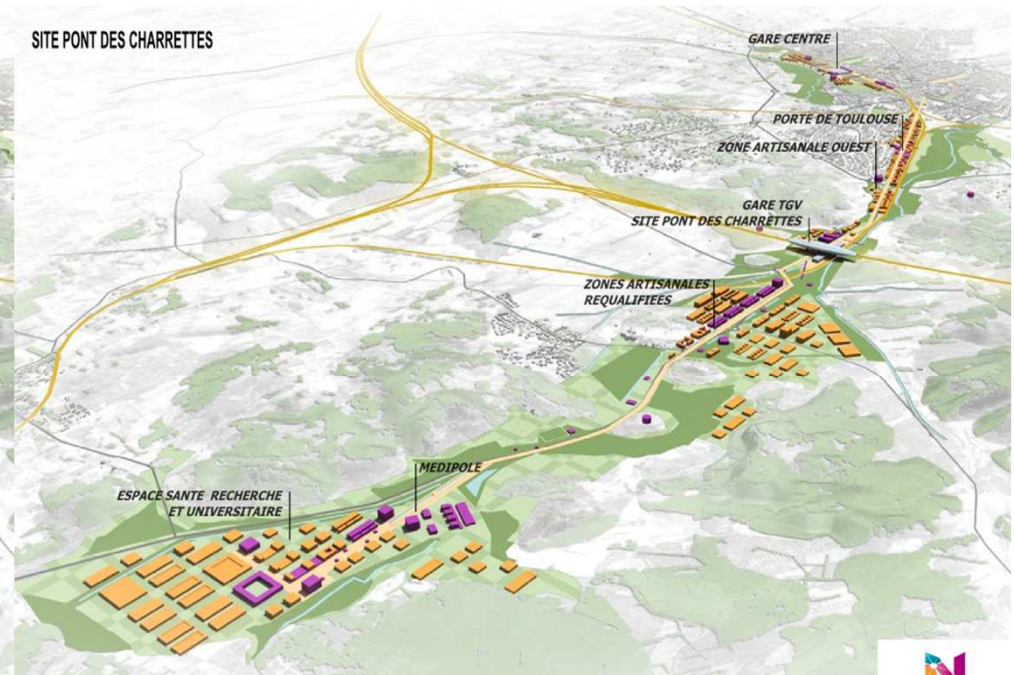 SITE PONT DES CHARRETTES
GARE CENTRE
PORTE DE TOULOUSE
ZONE ARTISANALE OUEST
GARE TGV
SITE PONT DES CHARRETTES
ZONES ARTISANALES
REQUALIFIEES
MEDIPOLE
ESPACE SANTE RECHERCHE
ET UNIVERSITAIRE